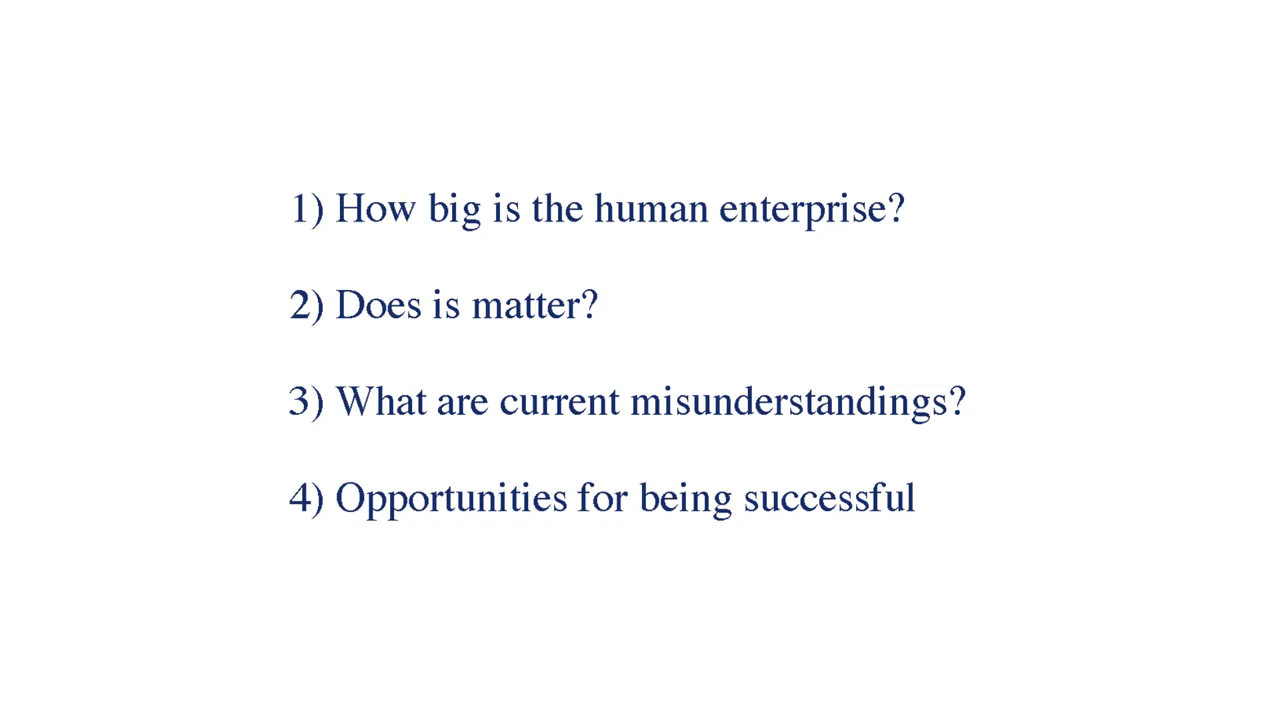 1) How big is the human enterprise?
2) Does is matter?
3) What are current misunderstandings?
4) Opportunities for being successful